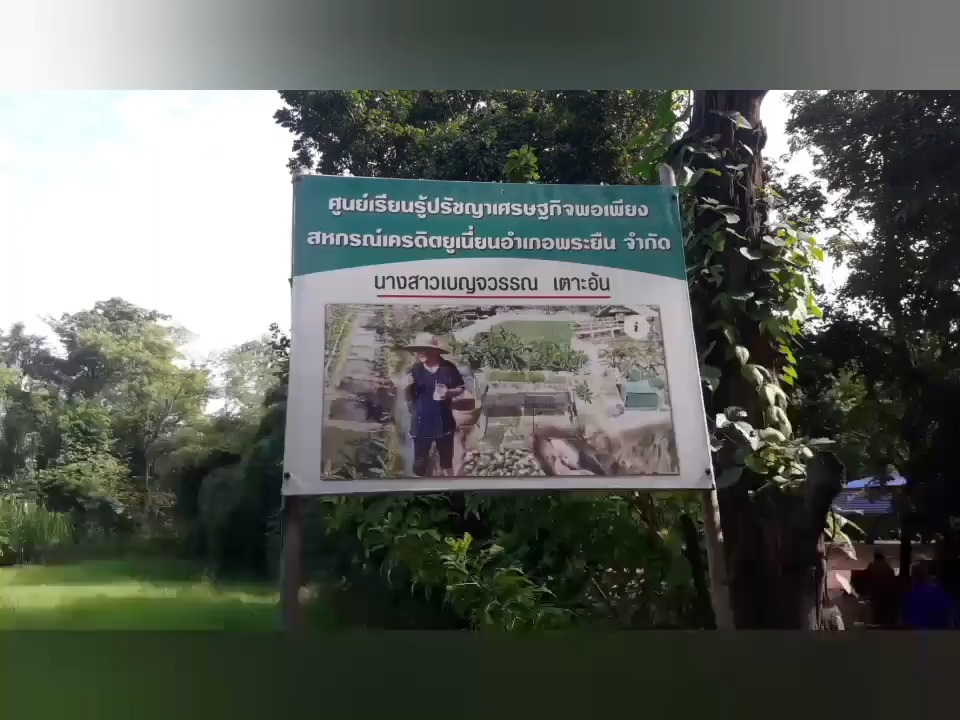 ศูนย์เรียนรู้ปรัชญาเศรษฐกิจพอเพียง
สหกรณ์เครดิตยูเนี่ยนอำเภอพระยืน จำกัด
นางสาวเบญจวรรณ เตาะอ้น